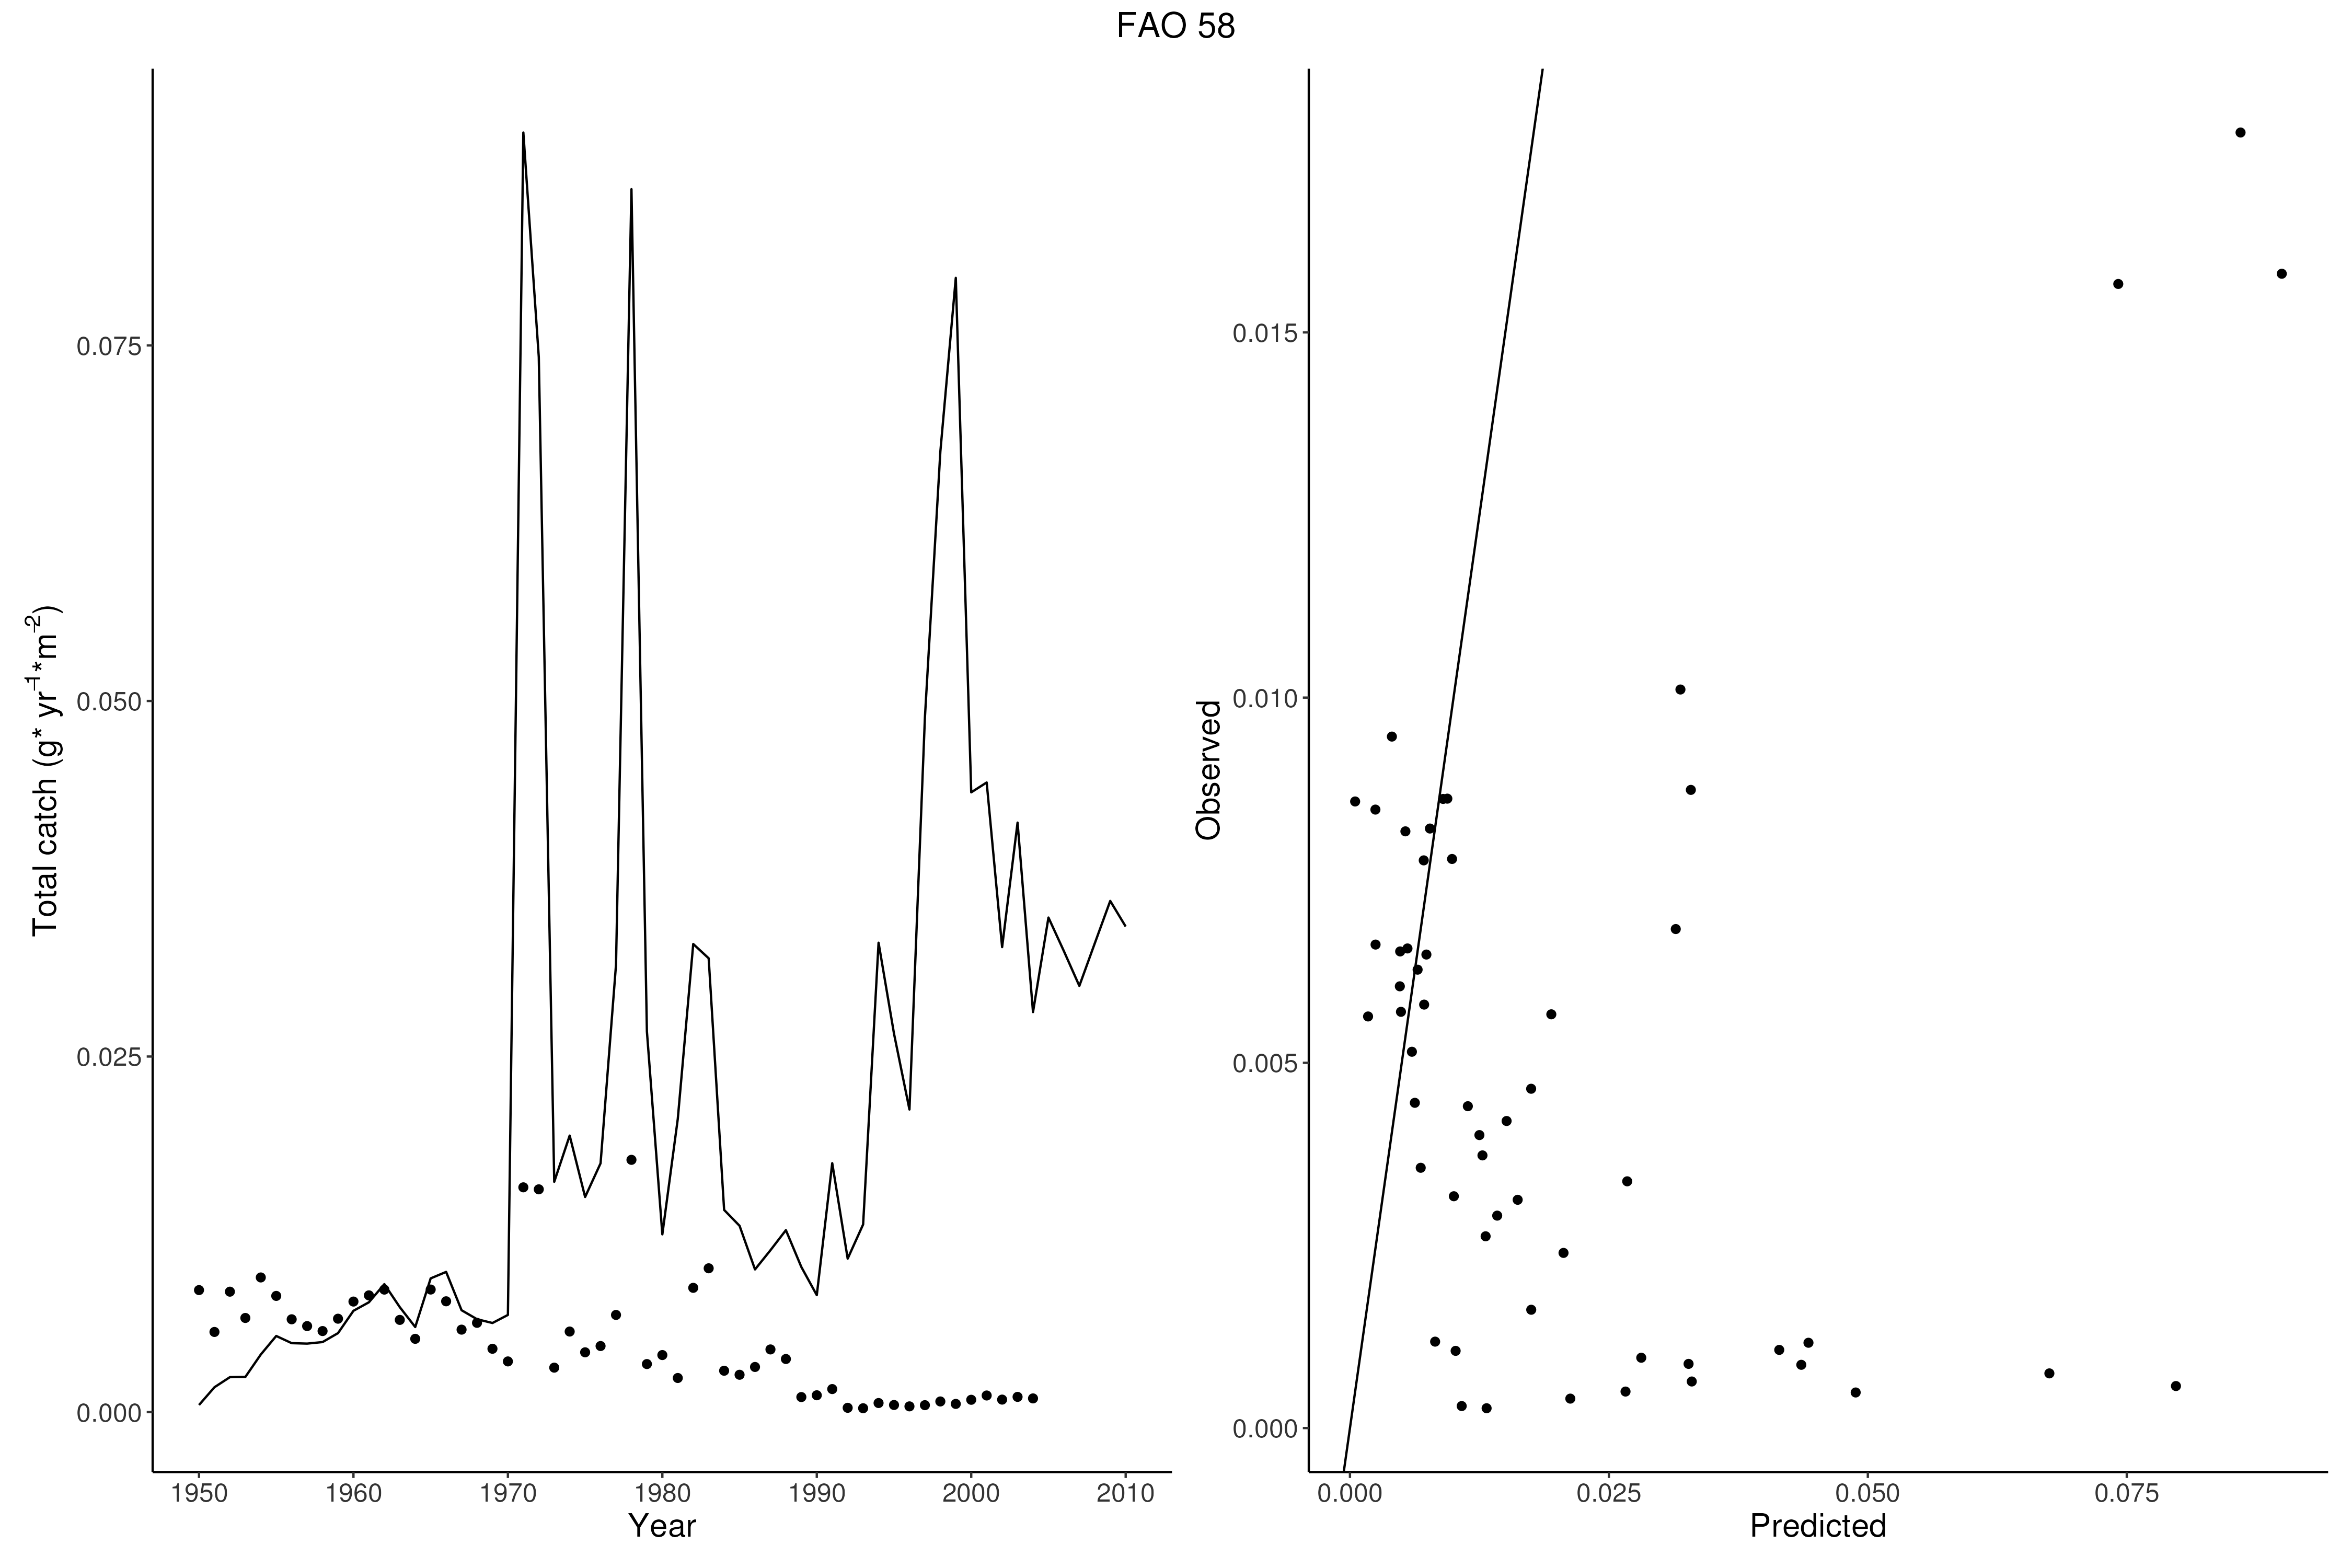 FAO 58
Total catch (g* yr⁻¹*m⁻²)
0.075
0.050
0.025
0.000
1950 1960 1970 1980 1990 2000 2010
Year
Observed
0.015
0.010
0.005
0.000
0.000 0.025 0.050 0.075
Predicted